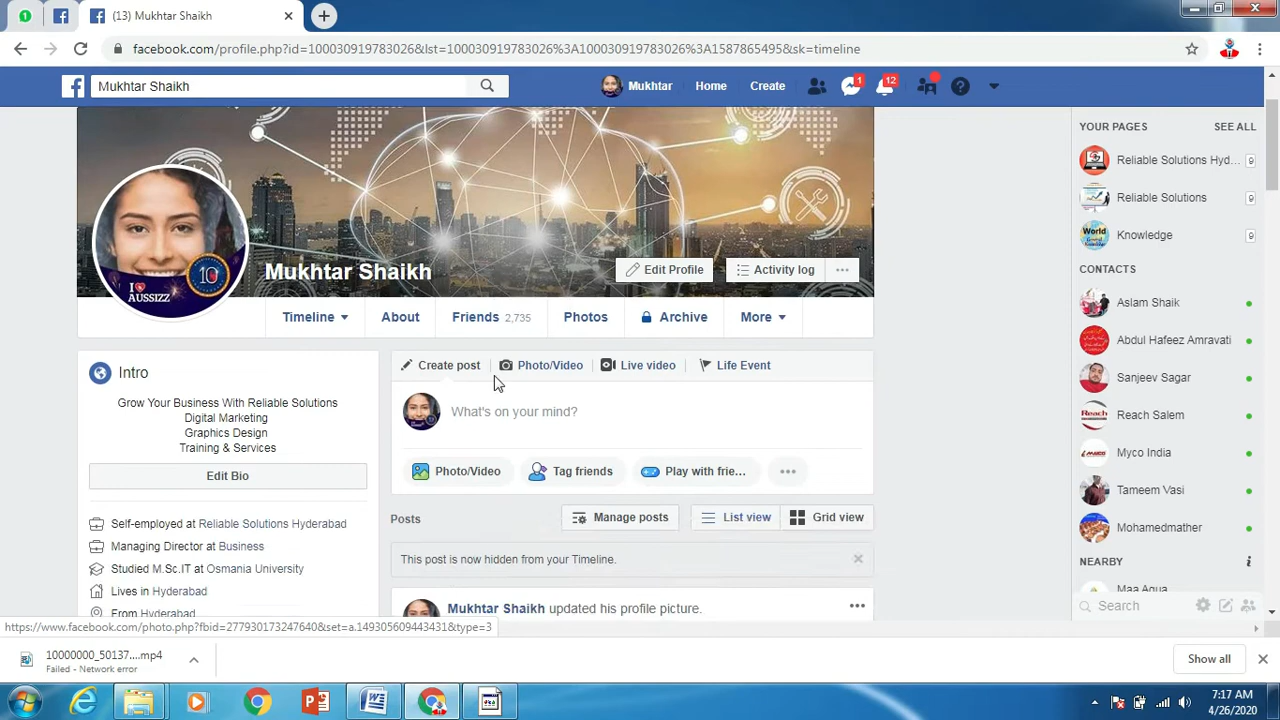 (13) Mukhtar Shaikh
facebook.com/profile.php?id=100030919783026&lst=100030919783026%3A100030919783026%3A1587865495&sk=timeline
Mukhtar Shaikh
Mukhtar
Home
Create
1
12
YOUR PAGES
SEE ALL
Reliable Solutions Hyd...
9
Reliable Solutions
9
Knowledge
9
CONTACTS
Aslam Shaik
Abdul Hafeez Amravati
Sanjeev Sagar
Reach Salem
Myco India
Tameem Vasi
Mohamedmather
NEARBY
Search
I
AUSSIZZ
10
Mukhtar Shaikh
Edit Profile
Activity log
Timeline
About
Friends 2,735
Photos
Archive
More
Intro
Grow Your Business With Reliable Solutions
Digital Marketing
Graphics Design
Training & Services
Edit Bio
Self-employed at Reliable Solutions Hyderabad
Managing Director at Business
Studied M.Sc.IT at Osmania University
Lives in Hyderabad
From Hyderabad
Create post
Photo/Video
Live video
Life Event
What's on your mind?
Photo/Video
Tag friends
Play with frie...
Posts
Manage posts
List view
Grid view
This post is now hidden from your Timeline.
Mukhtar Shaikh updated his profile picture.
https://www.facebook.com/photo.php?fbid=277930173247640&set=a.149305609443431&type=3
10000000_50137....mp4
Failed - Network error
Show all
7:17 AM
4/26/2020